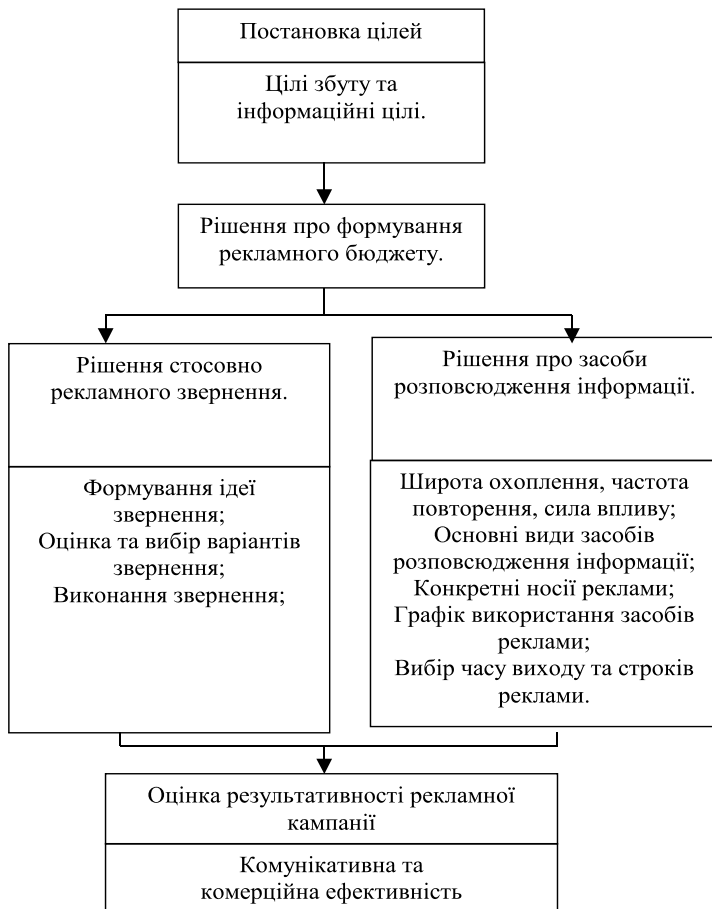 Постановка цілей
Цілі збуту та
інформаційні цілі.
Рішення про формування
рекламного бюджету.
Рішення стосовно
рекламного звернення.
Формування ідеї
звернення;
Оцінка та вибір варіантів
звернення;
Виконання звернення;
Рішення про засоби
розповсюдження інформації.
Широта охоплення, частота
повторення, сила впливу;
Основні види засобів
розповсюдження інформації;
Конкретні носії реклами;
Графік використання засобів
реклами;
Вибір часу виходу та строків
реклами.
Оцінка результативності рекламної
кампанії
Комунікативна та
комерційна ефективність